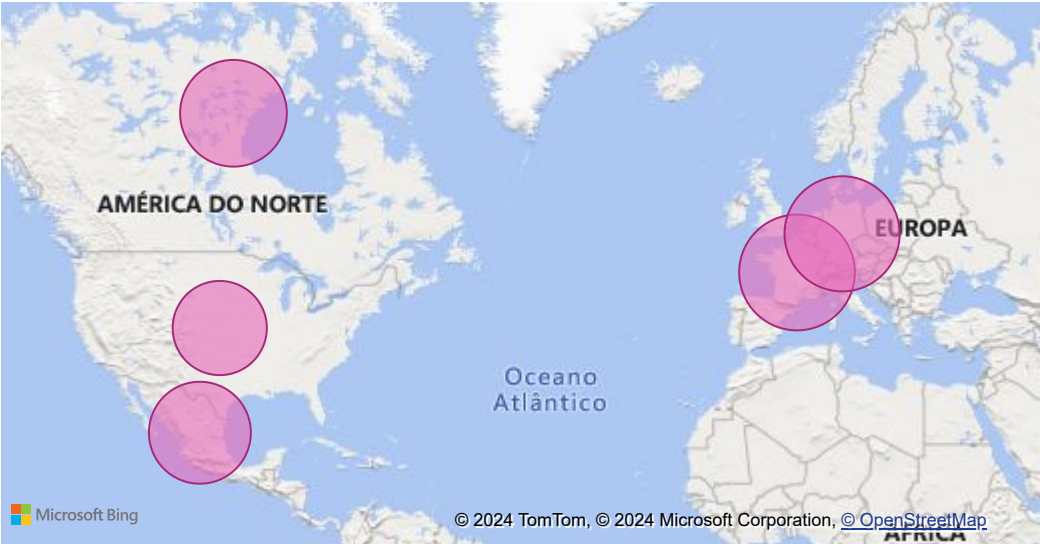 AMÉRICA DO NORTE
EUROPA
Oceano
Atlântico
Microsoft Bing
© 2024 TomTom, © 2024 Microsoft Corporation, © OpenStreetMap
ÁFRICA